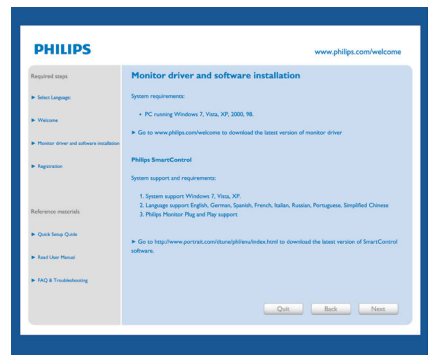 PHILIPS
www.philips.com/welcome
Required steps
► Select Language:
► Welcome
► Monitor driver and software installation
► Registration
Reference materials
► Quick Setup Quide
► Read User Manual
► FAQ & Troubleshooting
Monitor driver and software installation
System requirements:
• PC running Windows 7, Vista, XP, 2000, 98.
► Go to www.philips.com/welcome to download the latest version of monitor driver
Philips SmartControl
System support and requirements:
1. System support Windows 7, Vista, XP.
2. Language support English, German, Spanish, French, Italian, Russian, Portuguese, Simplified Chinese
3. Philips Monitor Plug and Play support
► Go to http://www.portrait.com/dtune/phl/enu/index.html to download the latest version of SmartControl
software.
Quit Back Next